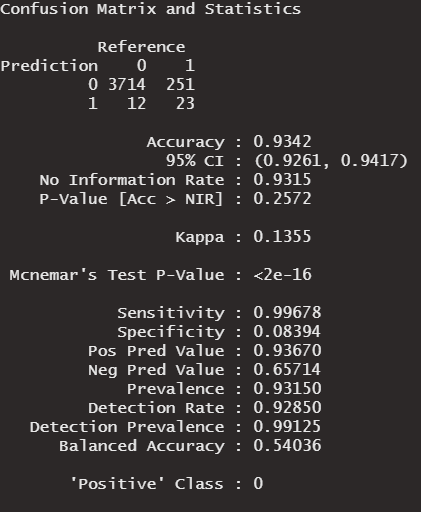 Confusion Matrix and Statistics
Reference
Prediction 0 1
0 3714 251
1 12 23
Accuracy : 0.9342
95% CI : (0.9261, 0.9417)
No Information Rate : 0.9315
P-Value [Acc > NIR] : 0.2572
Kappa : 0.1355
Mcnemar's Test P-Value : <2e-16
Sensitivity : 0.99678
Specificity : 0.08394
Pos Pred Value : 0.93670
Neg Pred Value : 0.65714
Prevalence : 0.93150
Detection Rate : 0.92850
Detection Prevalence : 0.99125
Balanced Accuracy : 0.54036
'Positive' Class : 0